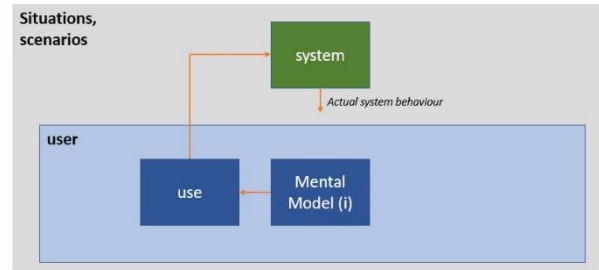 Situations,
scenarios
system
Actual system behaviour
user
use
Mental
Model (i)